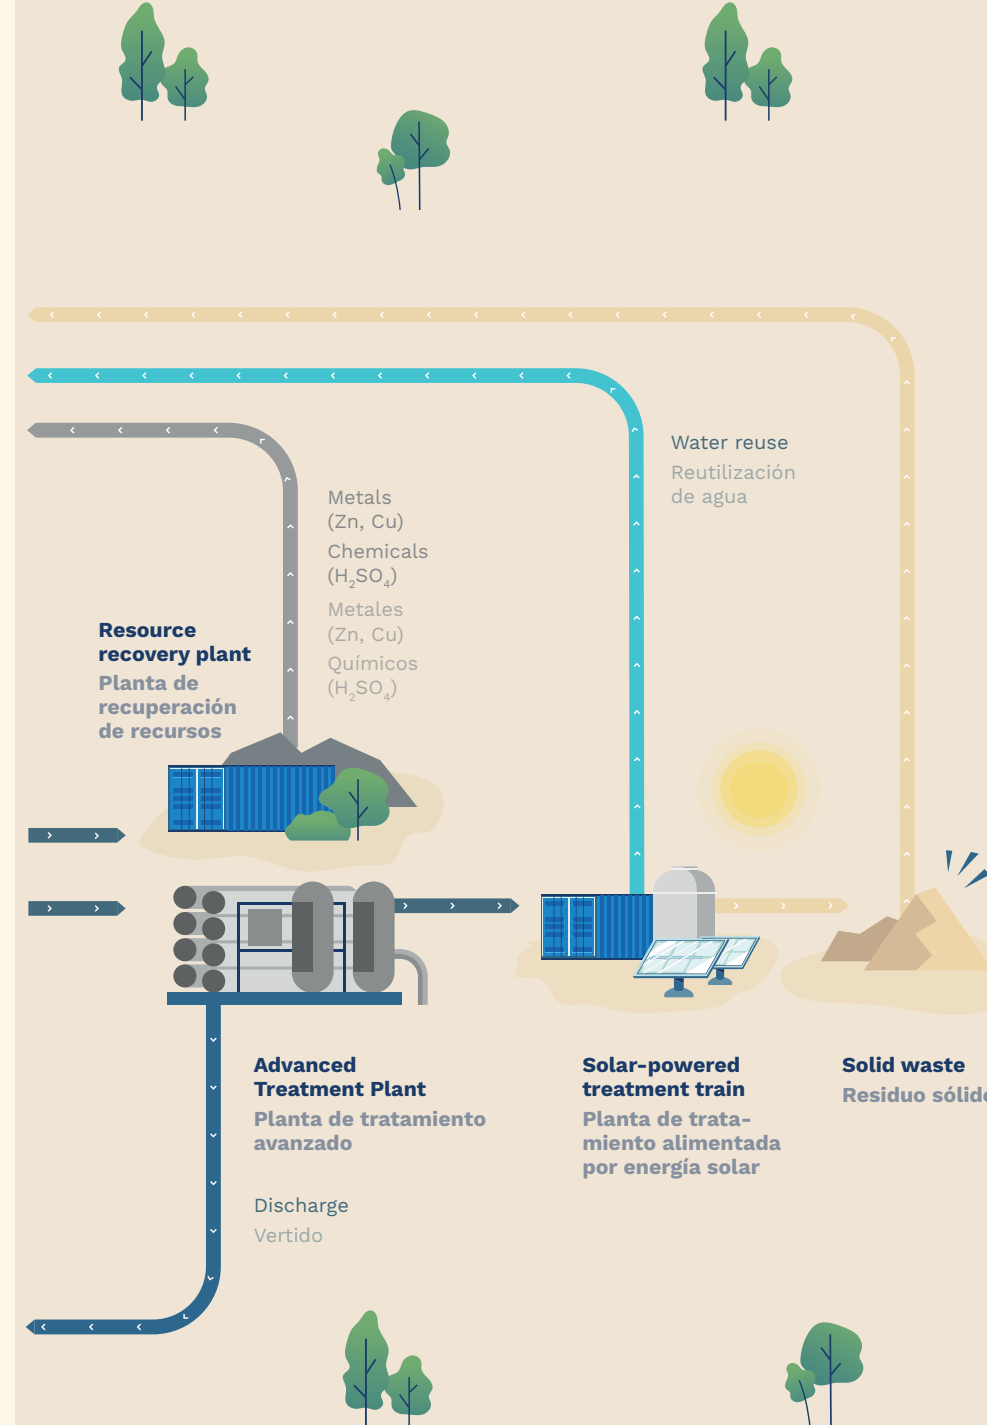 Water reuse
Reutilización
de agua
Metals
(Zn, Cu)
Chemicals
(H₂SO₄)
Metales
(Zn, Cu)
Químicos
(H₂SO₄)
Resource
recovery plant
Planta de
recuperación
de recursos
Advanced
Treatment Plant
Planta de tratamiento
avanzado
Discharge
Vertido
Solar-powered
treatment train
Planta de trata-
miento alimentada
por energía solar
Solid waste
Residuo sólido